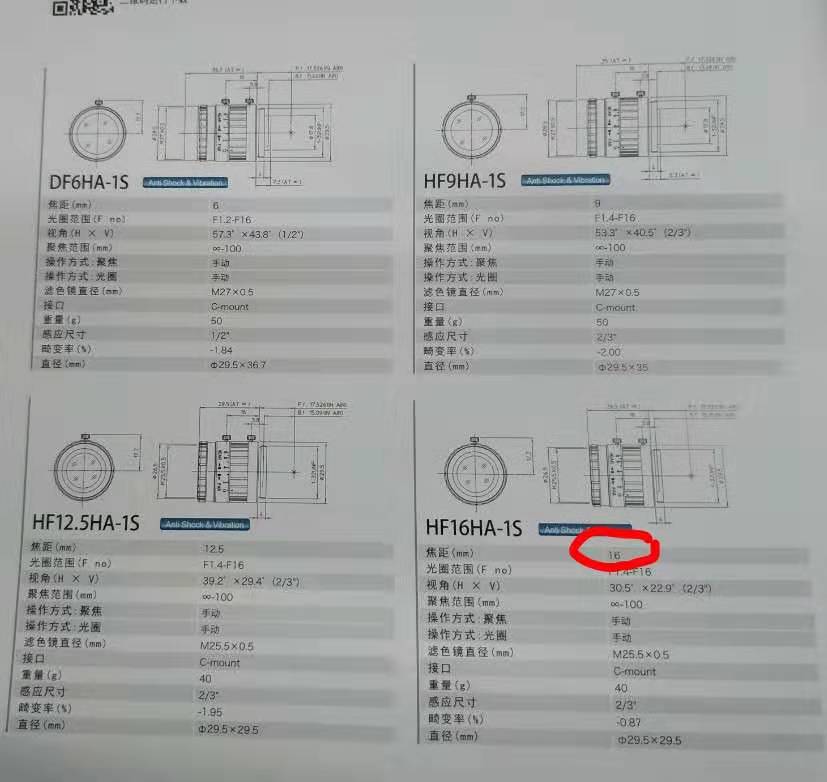 二维码进行下载
DF6HA-1S Anti Shock & Vibration
焦距(mm) 6
光圈范围(F no) F1.2-F16
视角(H × V) 57.3° ×43.8° (1/2")
聚焦范围(mm) ∞-100
操作方式:聚焦 手动
操作方式:光圈 手动
滤色镜直径(mm) M27×0.5
接口 C-mount
重量(g) 50
感应尺寸 1/2"
畸变率(%) -1.84
直径(mm) Φ29.5×36.7
HF9HA-1S Anti Shock & Vibration
焦距(mm) 9
光圈范围(F no) F1.4-F16
视角(H × V) 53.3° ×40.5° (2/3")
聚焦范围(mm) ∞-100
操作方式:聚焦 手动
操作方式:光圈 手动
滤色镜直径(mm) M27×0.5
接口 C-mount
重量(g) 50
感应尺寸 2/3"
畸变率(%) -2.00
直径(mm) Φ29.5×35
HF12.5HA-1S Anti Shock & Vibration
焦距(mm) 12.5
光圈范围(F no) F1.4-F16
视角(H × V) 39.2° ×29.4° (2/3")
聚焦范围(mm) ∞-100
操作方式:聚焦 手动
操作方式:光圈 手动
滤色镜直径(mm) M25.5×0.5
接口 C-mount
重量(g) 40
感应尺寸 2/3"
畸变率(%) -1.95
直径(mm) Φ29.5×29.5
HF16HA-1S Anti Shock
焦距(mm) 16
光圈范围(F no) F1.4-F16
视角(H × V) 30.5° ×22.9° (2/3")
聚焦范围(mm) ∞-100
操作方式:聚焦 手动
操作方式:光圈 手动
滤色镜直径(mm) M25.5×0.5
接口 C-mount
重量(g) 40
感应尺寸 2/3"
畸变率(%) -0.87
直径(mm) Φ29.5×29.5